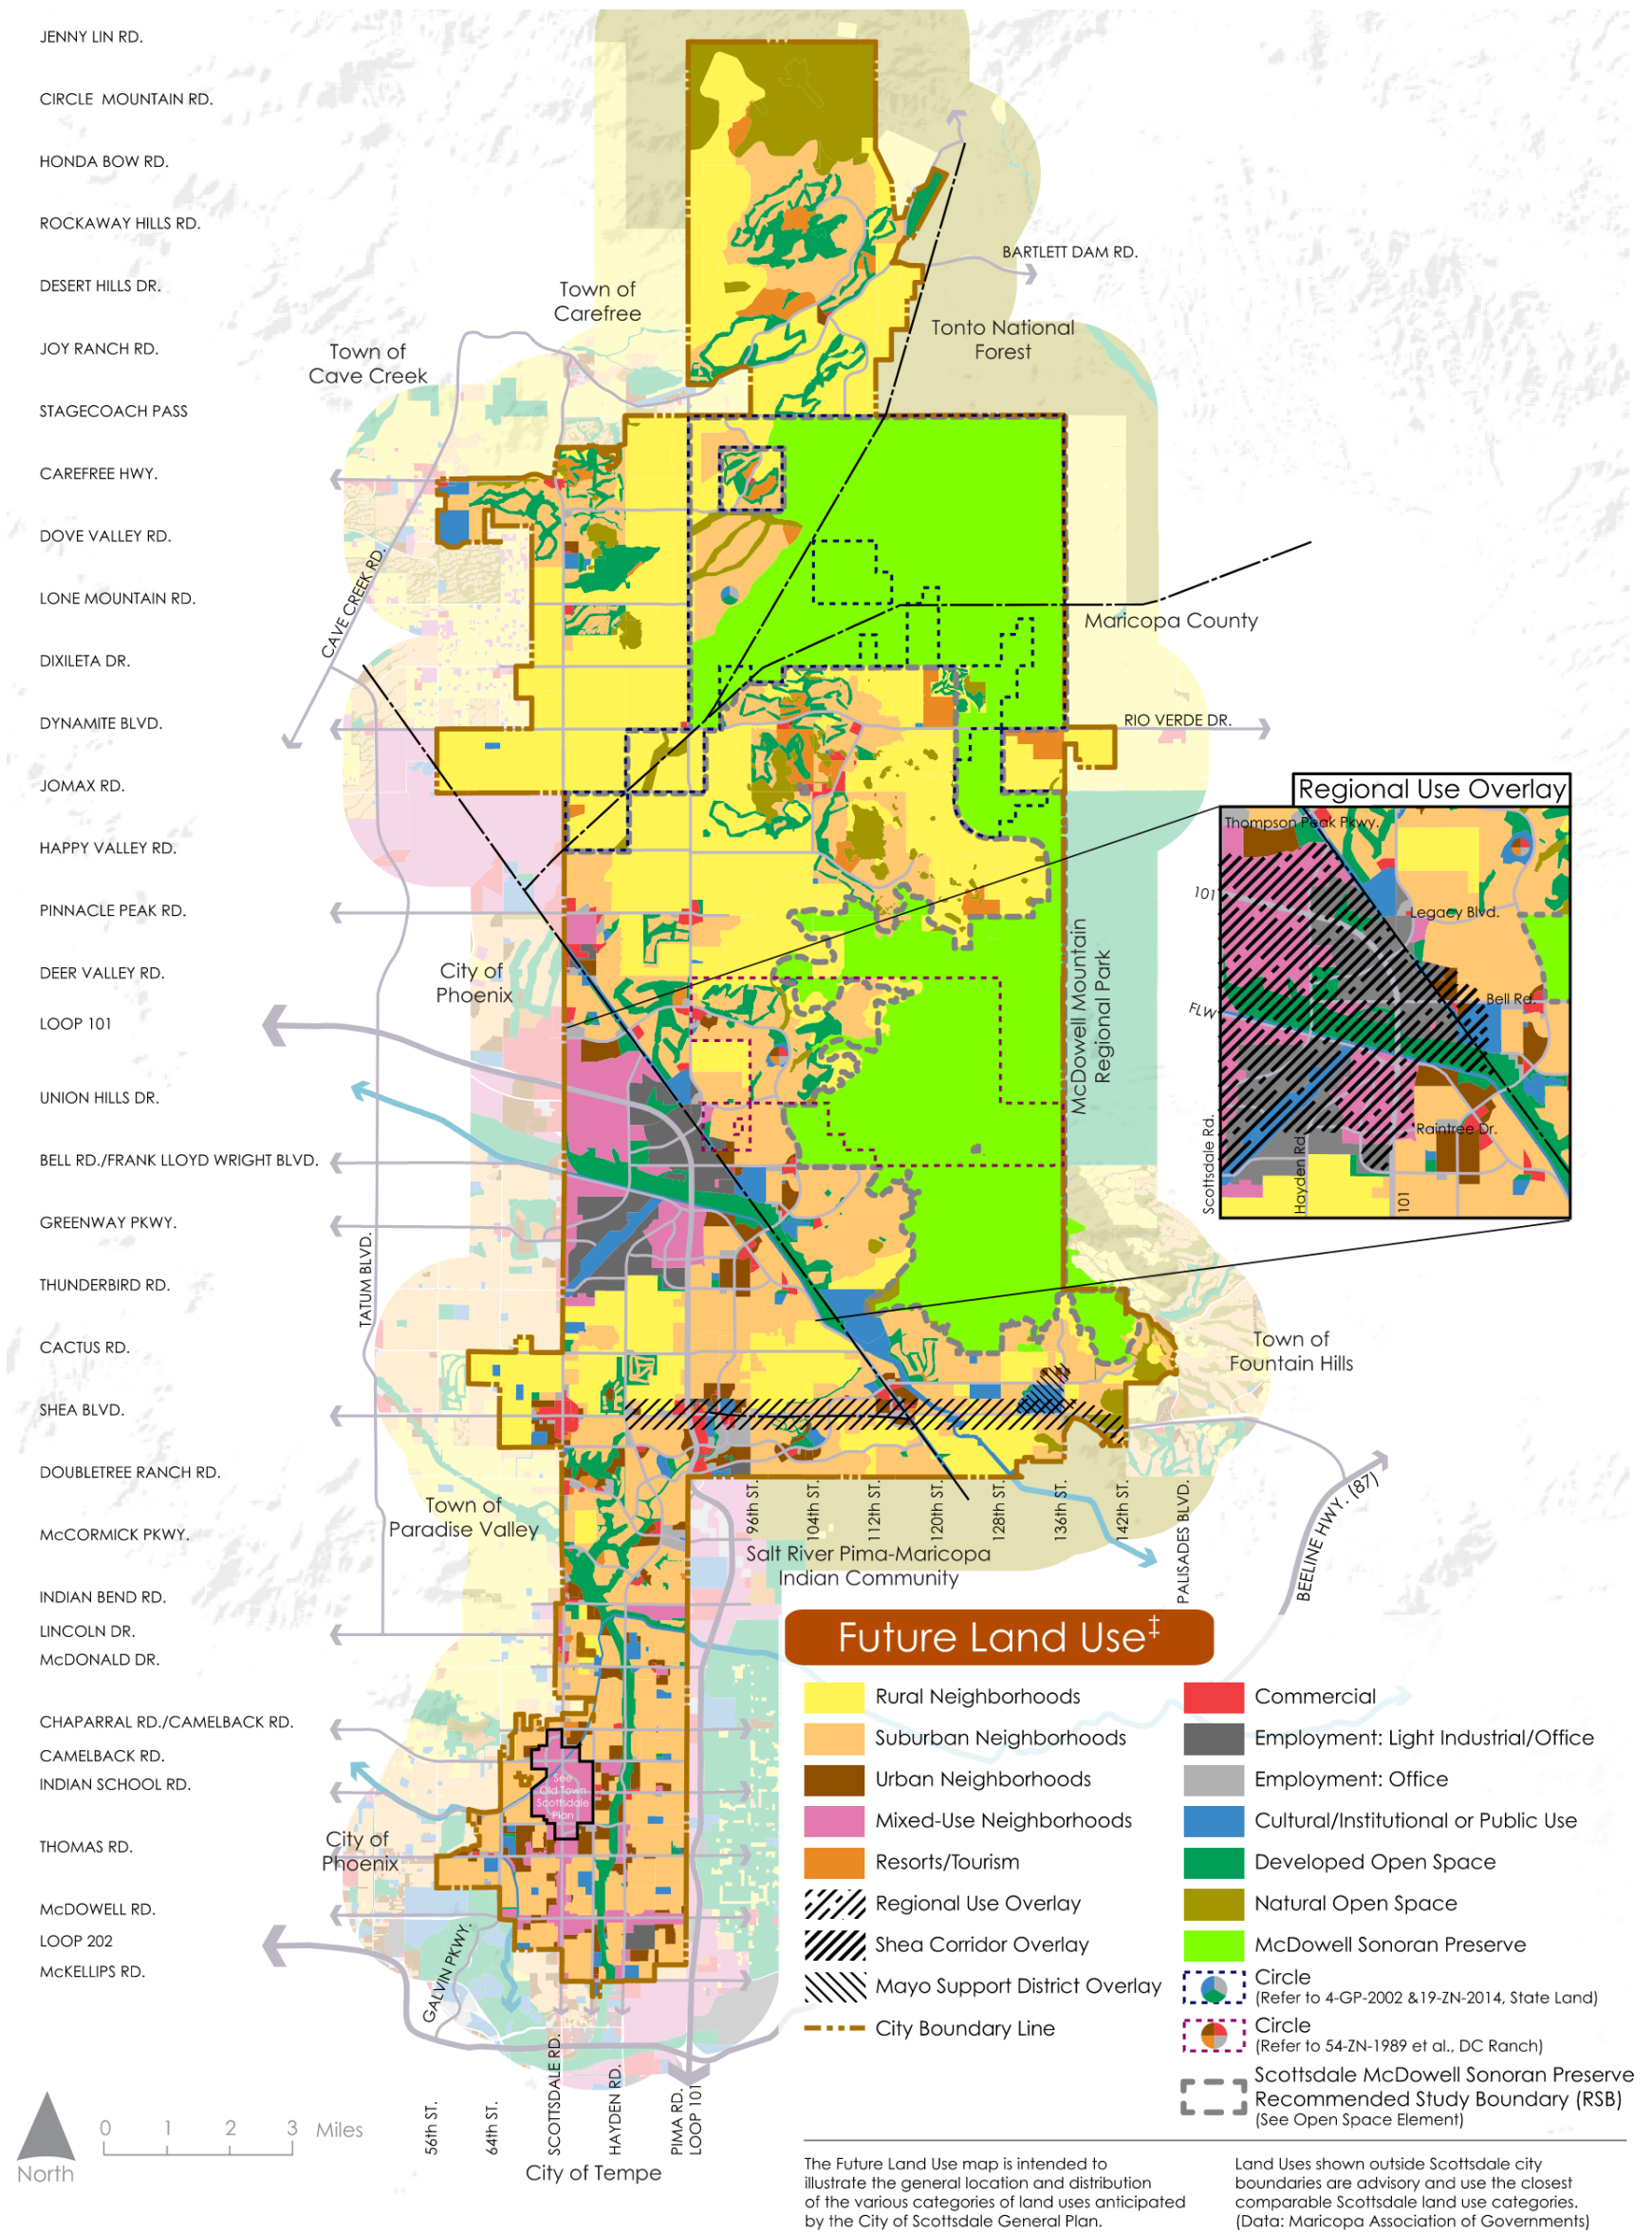 JENNY LIN RD.
CIRCLE MOUNTAIN RD.
HONDA BOW RD.
ROCKAWAY HILLS RD.
DESERT HILLS DR.
JOY RANCH RD.
STAGECOACH PASS
CAREFREE HWY.
DOVE VALLEY RD.
LONE MOUNTAIN RD.
DIXILETA DR.
DYNAMITE BLVD.
JOMAX RD.
HAPPY VALLEY RD.
PINNACLE PEAK RD.
DEER VALLEY RD.
LOOP 101
UNION HILLS DR.
BELL RD./FRANK LLOYD WRIGHT BLVD.
GREENWAY PKWY.
THUNDERBIRD RD.
CACTUS RD.
SHEA BLVD.
DOUBLETREE RANCH RD.
McCORMICK PKWY.
INDIAN BEND RD.
LINCOLN DR.
McDONALD DR.
CHAPARRAL RD./CAMELBACK RD.
CAMELBACK RD.
INDIAN SCHOOL RD.
THOMAS RD.
McDOWELL RD.
LOOP 202
McKELLIPS RD.
Town of
Carefree
Town of
Cave Creek
BARTLETT DAM RD.
Tonto National
Forest
CAVE CREEK RD.
Maricopa County
RIO VERDE DR.
City of
Phoenix
McDowell Mountain
Regional Park
TATUM BLVD.
Regional Use Overlay
Thompson Peak Pkwy.
101
Legacy Blvd.
Bell Rd.
FLW
Raintree Dr.
Scottsdale Rd.
Hayden Rd.
101
Town of
Fountain Hills
Town of
Paradise Valley
96th ST.
104th ST.
112th ST.
120th ST.
128th ST.
136th ST.
142th ST.
PALISADES BLVD.
BEELINE HWY. (87)
Salt River Pima-Maricopa
Indian Community
See
Old Town
Scottsdale
Plan
City of
Phoenix
GALVIN PKWY.
56th ST.
64th ST.
SCOTTSDALE RD.
HAYDEN RD.
PIMA RD.
LOOP 101
City of Tempe
North
0 1 2 3 Miles
Future Land Use‡
Rural Neighborhoods
Suburban Neighborhoods
Urban Neighborhoods
Mixed-Use Neighborhoods
Resorts/Tourism
Regional Use Overlay
Shea Corridor Overlay
Mayo Support District Overlay
City Boundary Line
Commercial
Employment: Light Industrial/Office
Employment: Office
Cultural/Institutional or Public Use
Developed Open Space
Natural Open Space
McDowell Sonoran Preserve
Circle
(Refer to 4-GP-2002 &19-ZN-2014, State Land)
Circle
(Refer to 54-ZN-1989 et al., DC Ranch)
Scottsdale McDowell Sonoran Preserve
Recommended Study Boundary (RSB)
(See Open Space Element)
The Future Land Use map is intended to
illustrate the general location and distribution
of the various categories of land uses anticipated
by the City of Scottsdale General Plan.
Land Uses shown outside Scottsdale city
boundaries are advisory and use the closest
comparable Scottsdale land use categories.
(Data: Maricopa Association of Governments)